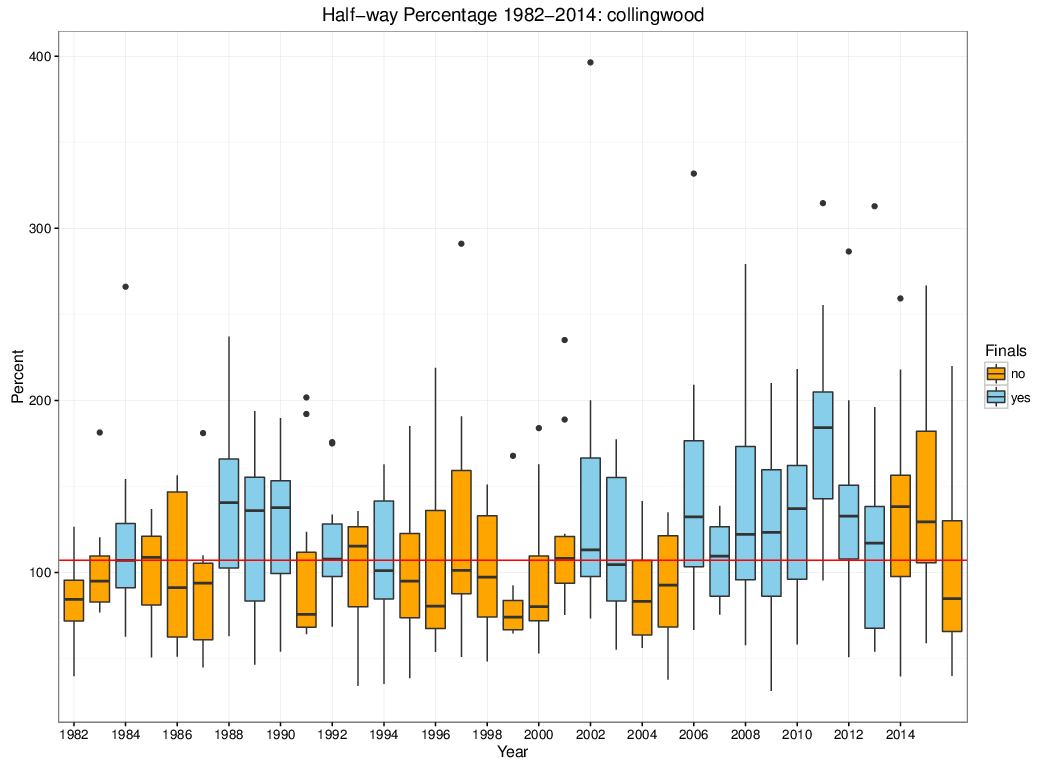 Half−way Percentage 1982−2014: collingwood
400
300
200
100
Percent
1982 1984 1986 1988 1990 1992 1994 1996 1998 2000 2002 2004 2006 2008 2010 2012 2014
Year
Finals
no
yes